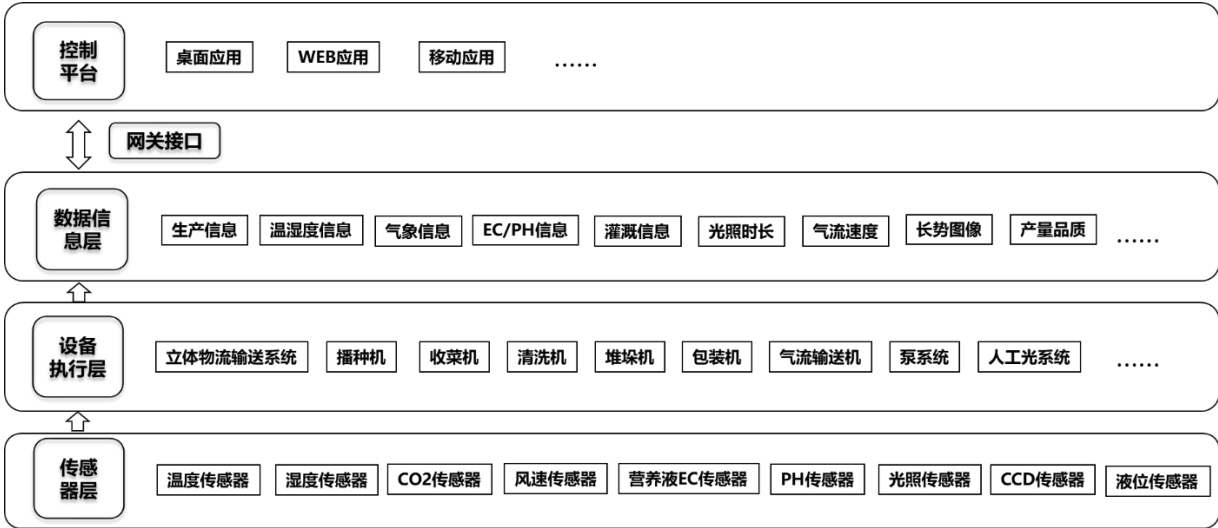 控制
平台
桌面应用 WEB应用 移动应用 ……
网关接口
数据信
息层
生产信息 温湿度信息 气象信息 EC/PH信息 灌溉信息 光照时长 气流速度 长势图像 产量品质 ……
设备
执行层
立体物流输送系统 播种机 收菜机 清洗机 堆垛机 包装机 气流输送机 泵系统 人工光系统 ……
传感
器层
温度传感器 湿度传感器 CO2传感器 风速传感器 营养液EC传感器 PH传感器 光照传感器 CCD传感器 液位传感器